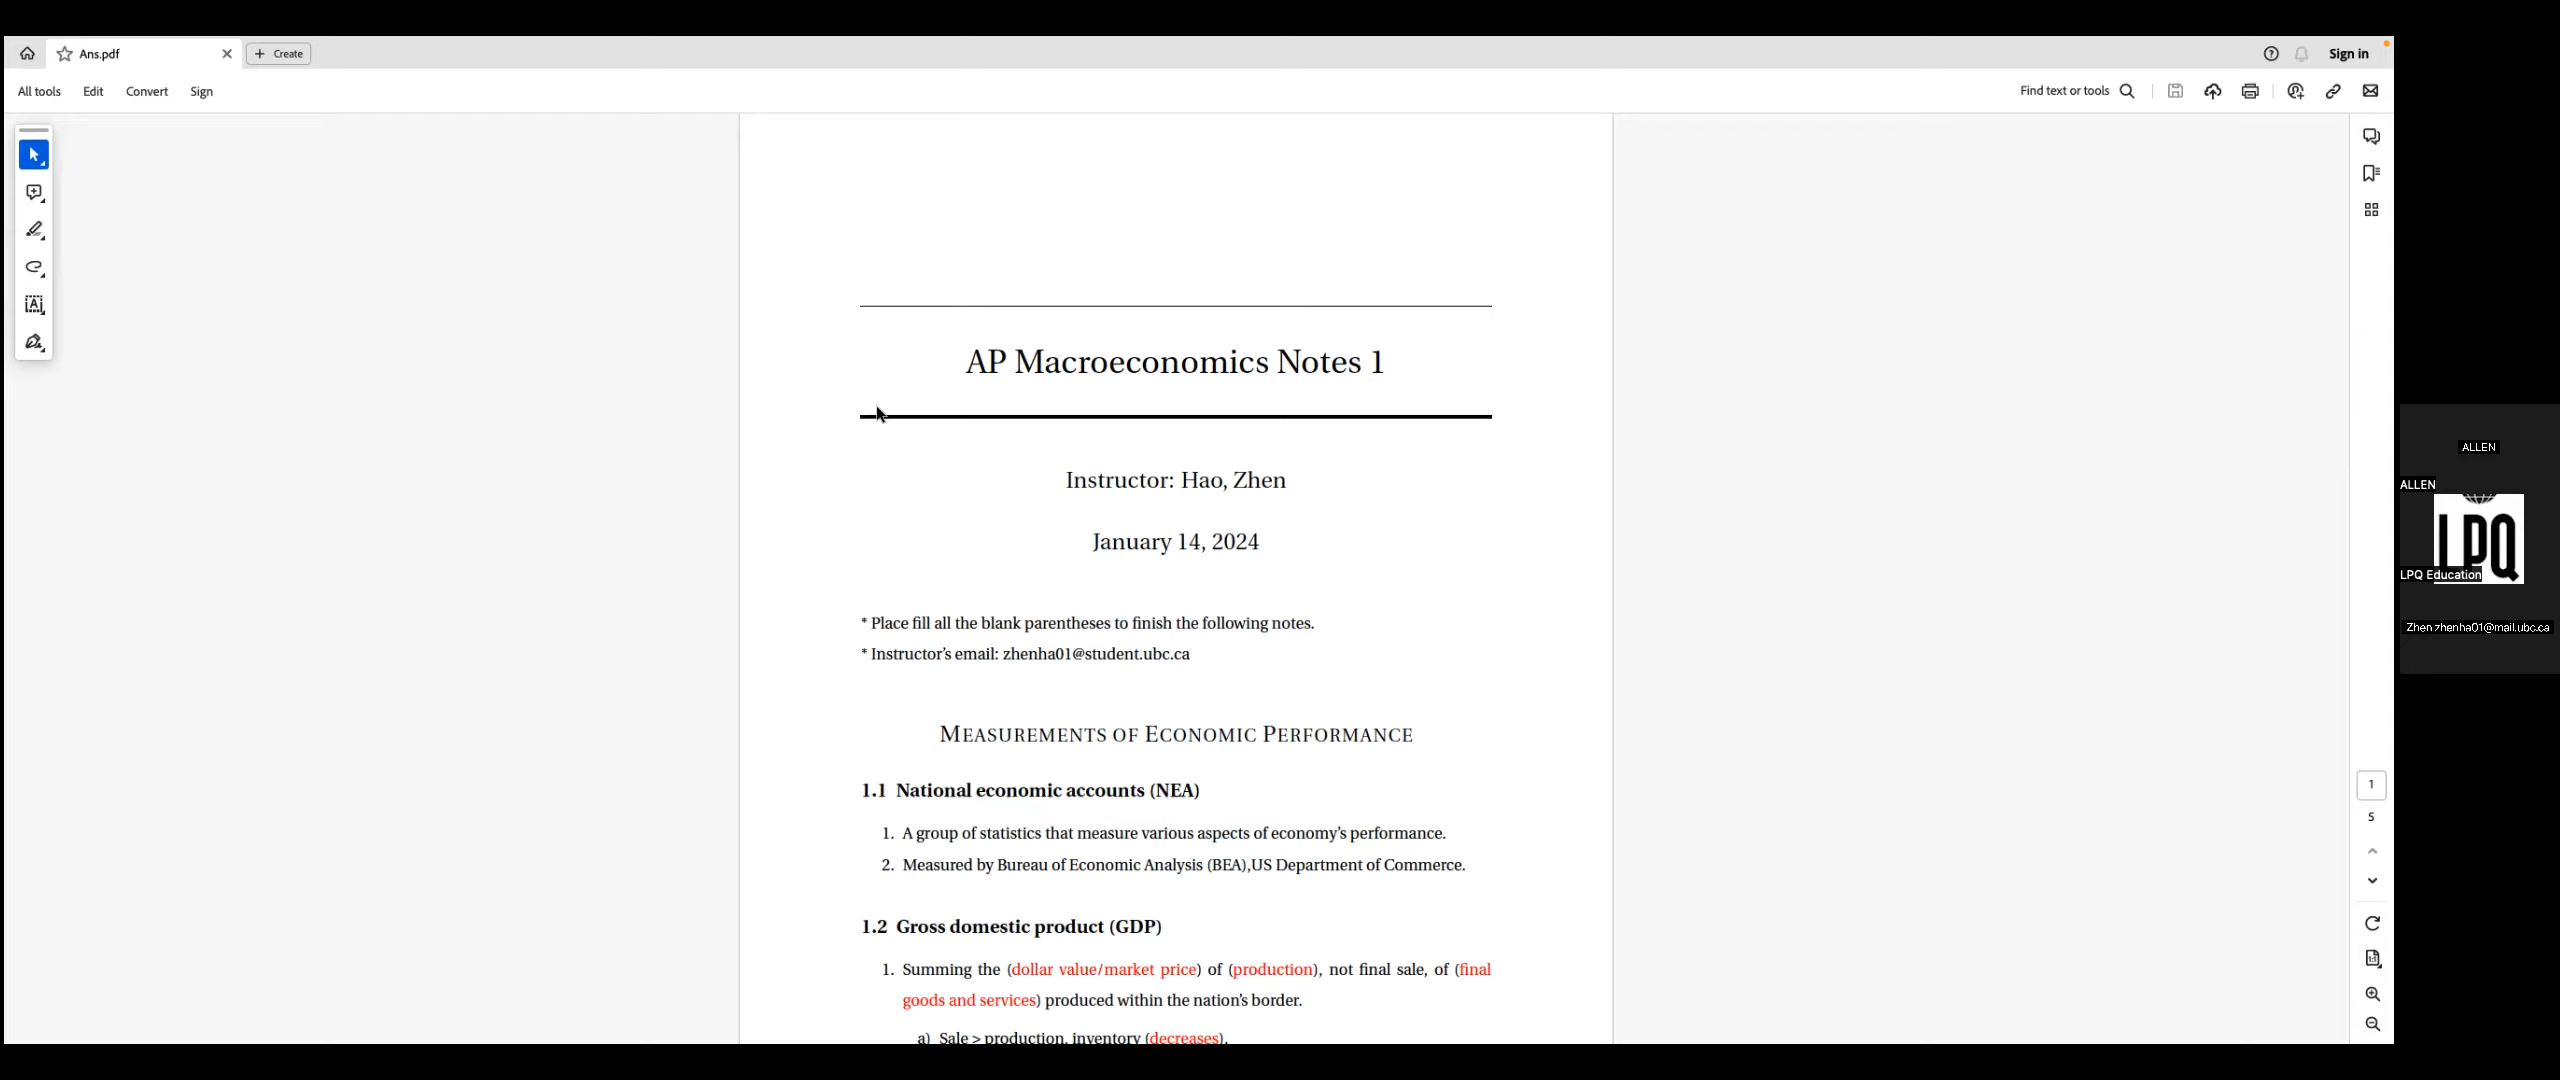 Ans.pdf
Create
Sign in
All tools Edit Convert Sign
Find text or tools
AP Macroeconomics Notes 1
Instructor: Hao, Zhen
January 14, 2024
* Place fill all the blank parentheses to finish the following notes.
* Instructor's email: zhenha01@student.ubc.ca
MEASUREMENTS OF ECONOMIC PERFORMANCE
1.1 National economic accounts (NEA)
1. A group of statistics that measure various aspects of economy's performance.
2. Measured by Bureau of Economic Analysis (BEA),US Department of Commerce.
1.2 Gross domestic product (GDP)
1. Summing the (dollar value/market price) of (production), not final sale, of (final
goods and services) produced within the nation's border.
a) Sale > production, inventory (decreases).
1
5
ALLEN
ALLEN
LPQ
LPQ Education
Zhen zhenha01@mail.ubc.ca